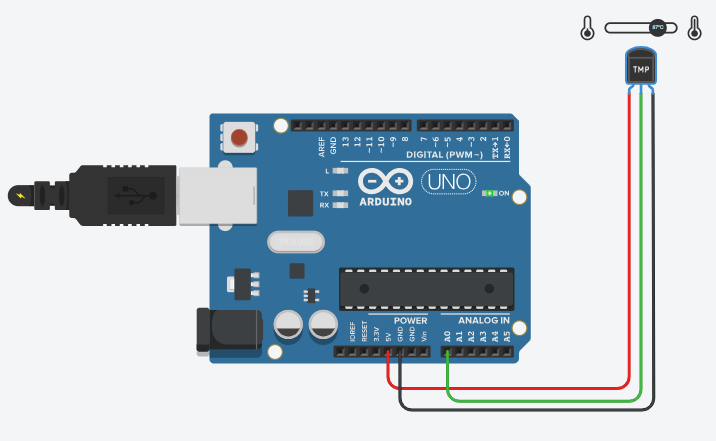 87°C
TMP
AREF
GND
13
12
~11
~10
~9
8
7
~6
~5
4
~3
2
TX→1
RX←0
DIGITAL (PWM~)
L
TX
RX
UNO
ARDUINO
ON
POWER
ANALOG IN
IOREF
RESET
3.3V
5V
GND
GND
Vin
A0
A1
A2
A3
A4
A5